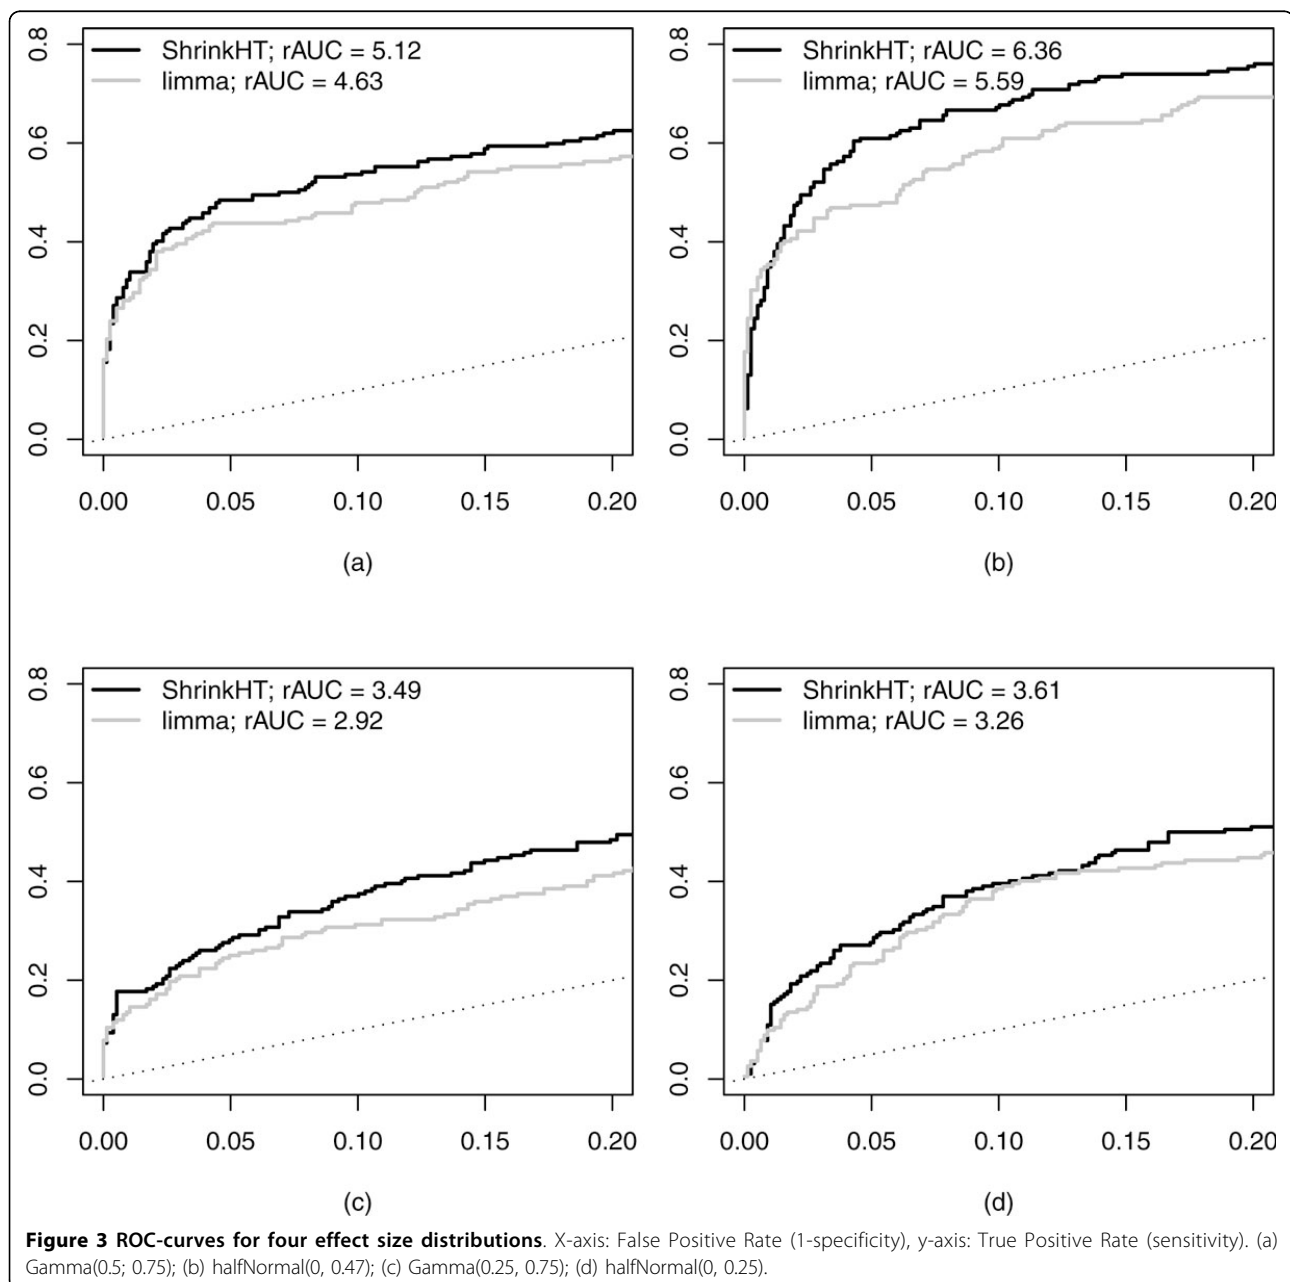 ShrinkHT; rAUC = 5.12
limma; rAUC = 4.63
0.8
0.6
0.4
0.2
0.0
0.00 0.05 0.10 0.15 0.20
(a)
ShrinkHT; rAUC = 6.36
limma; rAUC = 5.59
0.8
0.6
0.4
0.2
0.0
0.00 0.05 0.10 0.15 0.20
(b)
ShrinkHT; rAUC = 3.49
limma; rAUC = 2.92
0.8
0.6
0.4
0.2
0.0
0.00 0.05 0.10 0.15 0.20
(c)
ShrinkHT; rAUC = 3.61
limma; rAUC = 3.26
0.8
0.6
0.4
0.2
0.0
0.00 0.05 0.10 0.15 0.20
(d)
Figure 3 ROC-curves for four effect size distributions. X-axis: False Positive Rate (1-specificity), y-axis: True Positive Rate (sensitivity). (a)
Gamma(0.5; 0.75); (b) halfNormal(0, 0.47); (c) Gamma(0.25, 0.75); (d) halfNormal(0, 0.25).